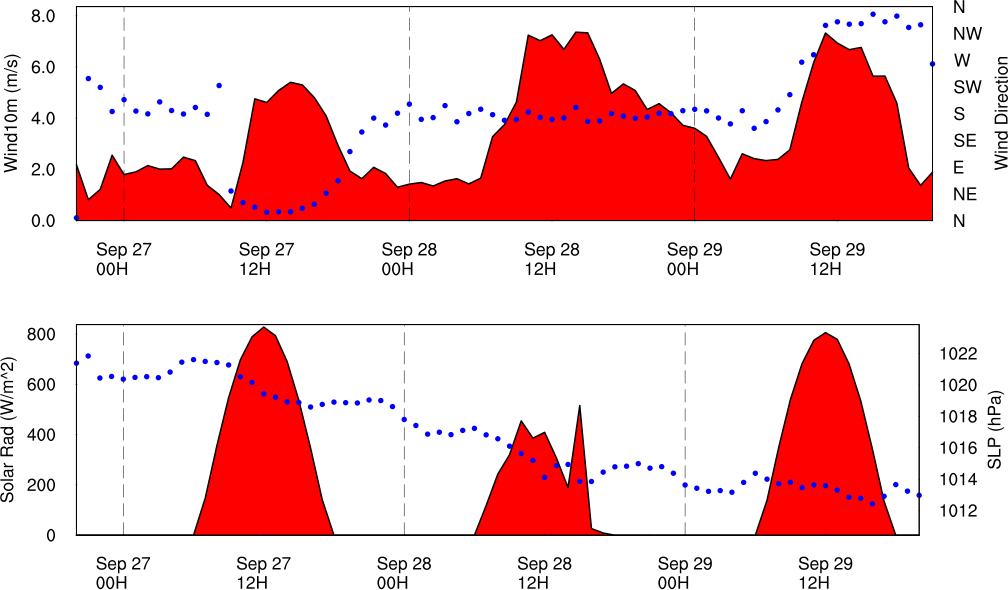 8.0
6.0
4.0
2.0
0.0
Wind10m (m/s)
N
NW
W
SW
S
SE
E
NE
N
Wind Direction
Sep 27 Sep 27 Sep 28 Sep 28 Sep 29 Sep 29
00H 12H 00H 12H 00H 12H
800
600
400
200
0
Solar Rad (W/m^2)
1022
1020
1018
1016
1014
1012
SLP (hPa)
Sep 27 Sep 27 Sep 28 Sep 28 Sep 29 Sep 29
00H 12H 00H 12H 00H 12H